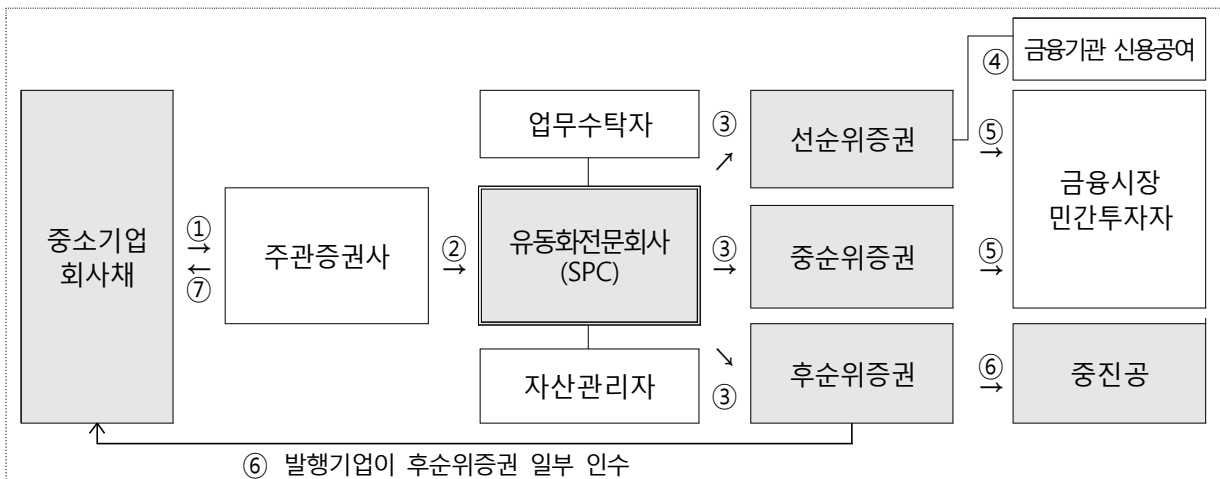 금융기관 신용공여
④
업무수탁자
③
↗
선순위증권
⑤
→
금융시장
민간투자자
중소기업
회사채
①
→
←
⑦
주관증권사
②
→
유동화전문회사
(SPC)
③
→
중순위증권
⑤
→
자산관리자
↘
③
후순위증권
⑥
→
중진공
⑥ 발행기업이 후순위증권 일부 인수